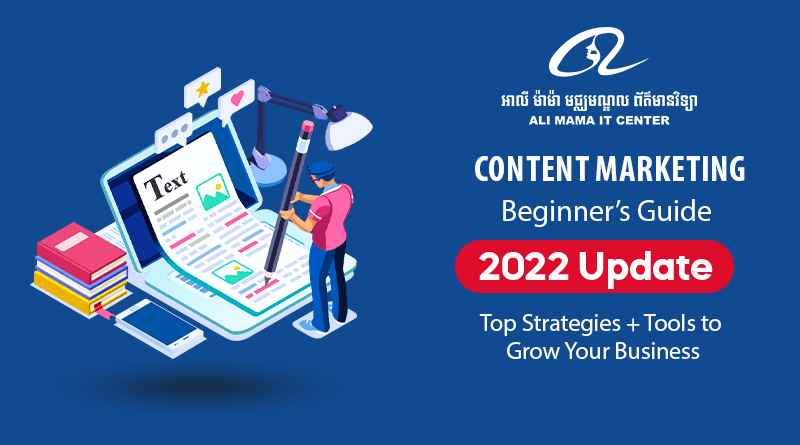 អាលី ម៉ាម៉ា មជ្ឈមណ្ឌល ព័ត៌មានវិទ្យា
ALI MAMA IT CENTER
CONTENT MARKETING
Beginner's Guide
2022 Update
Top Strategies + Tools to
Grow Your Business
Text